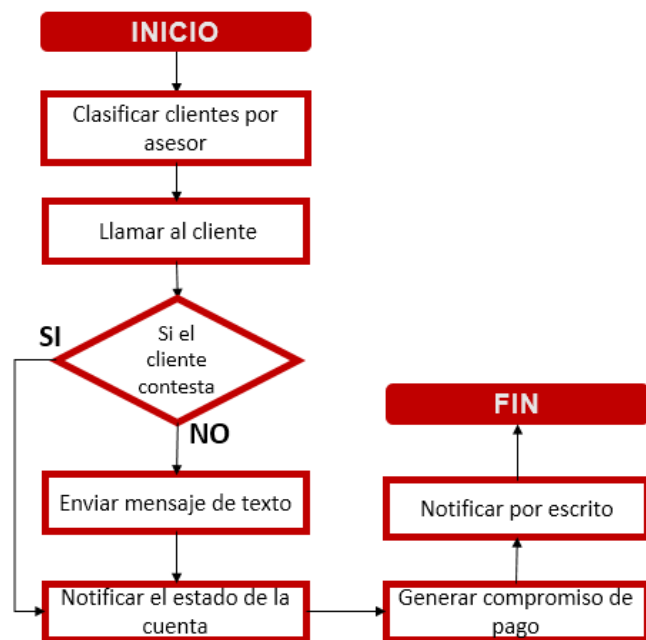 INICIO
Clasificar clientes por
asesor
Llamar al cliente
SI
Si el
cliente
contesta
NO
Enviar mensaje de texto
Notificar el estado de la
cuenta
Generar compromiso de
pago
Notificar por escrito
FIN